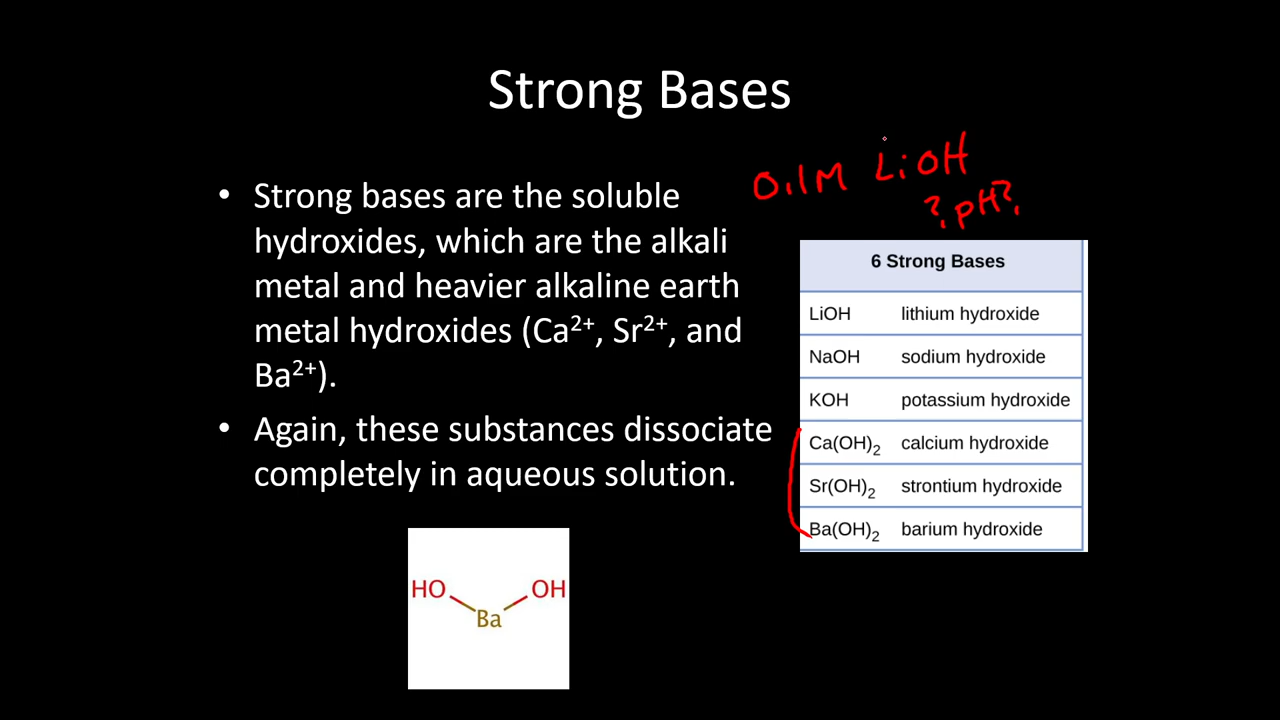 Strong Bases
• Strong bases are the soluble
hydroxides, which are the alkali
metal and heavier alkaline earth
metal hydroxides (Ca²⁺, Sr²⁺, and
Ba²⁺).
• Again, these substances dissociate
completely in aqueous solution.
0.1M LiOH
? pH?
6 Strong Bases
LiOH lithium hydroxide
NaOH sodium hydroxide
KOH potassium hydroxide
Ca(OH)₂ calcium hydroxide
Sr(OH)₂ strontium hydroxide
Ba(OH)₂ barium hydroxide
HO OH
Ba